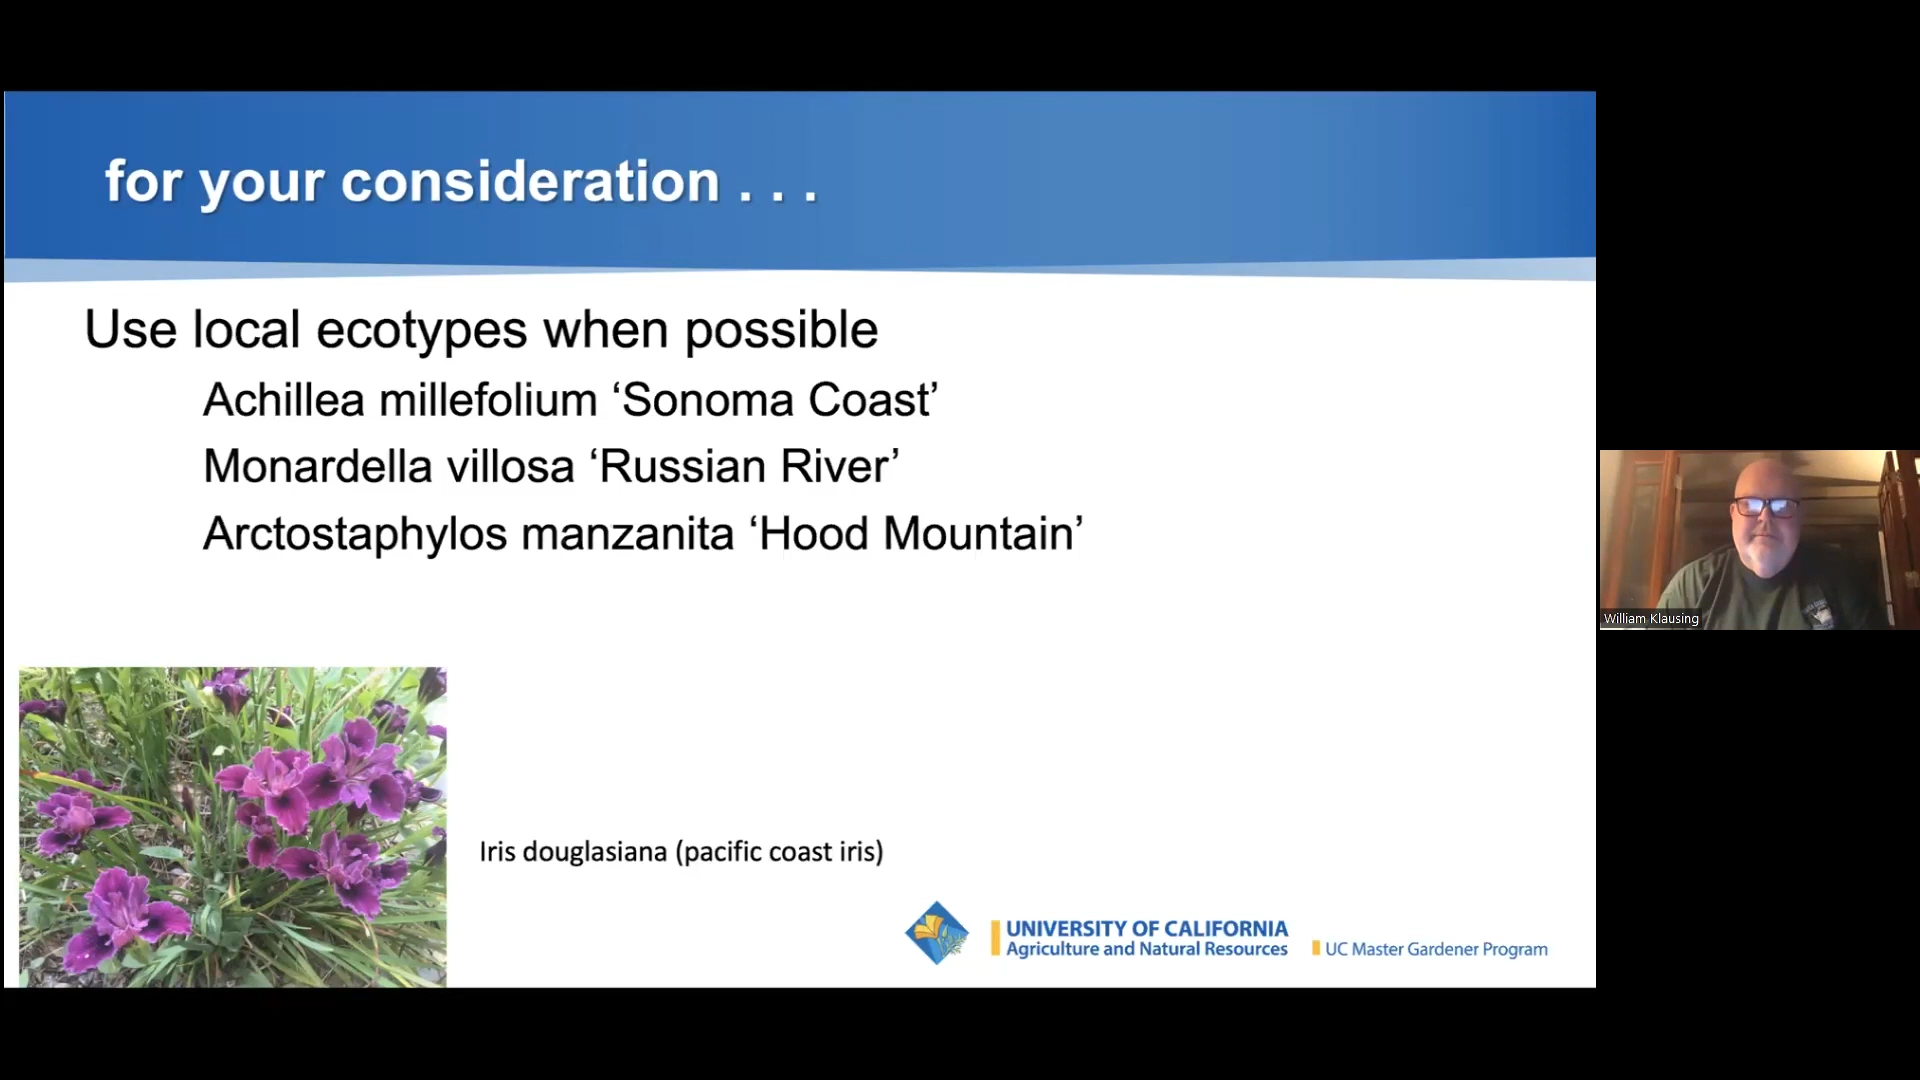 for your consideration . . .
Use local ecotypes when possible
Achillea millefolium ‘Sonoma Coast’
Monardella villosa ‘Russian River’
Arctostaphylos manzanita ‘Hood Mountain’
William Klausing
Iris douglasiana (pacific coast iris)
UNIVERSITY OF CALIFORNIA
Agriculture and Natural Resources
UC Master Gardener Program